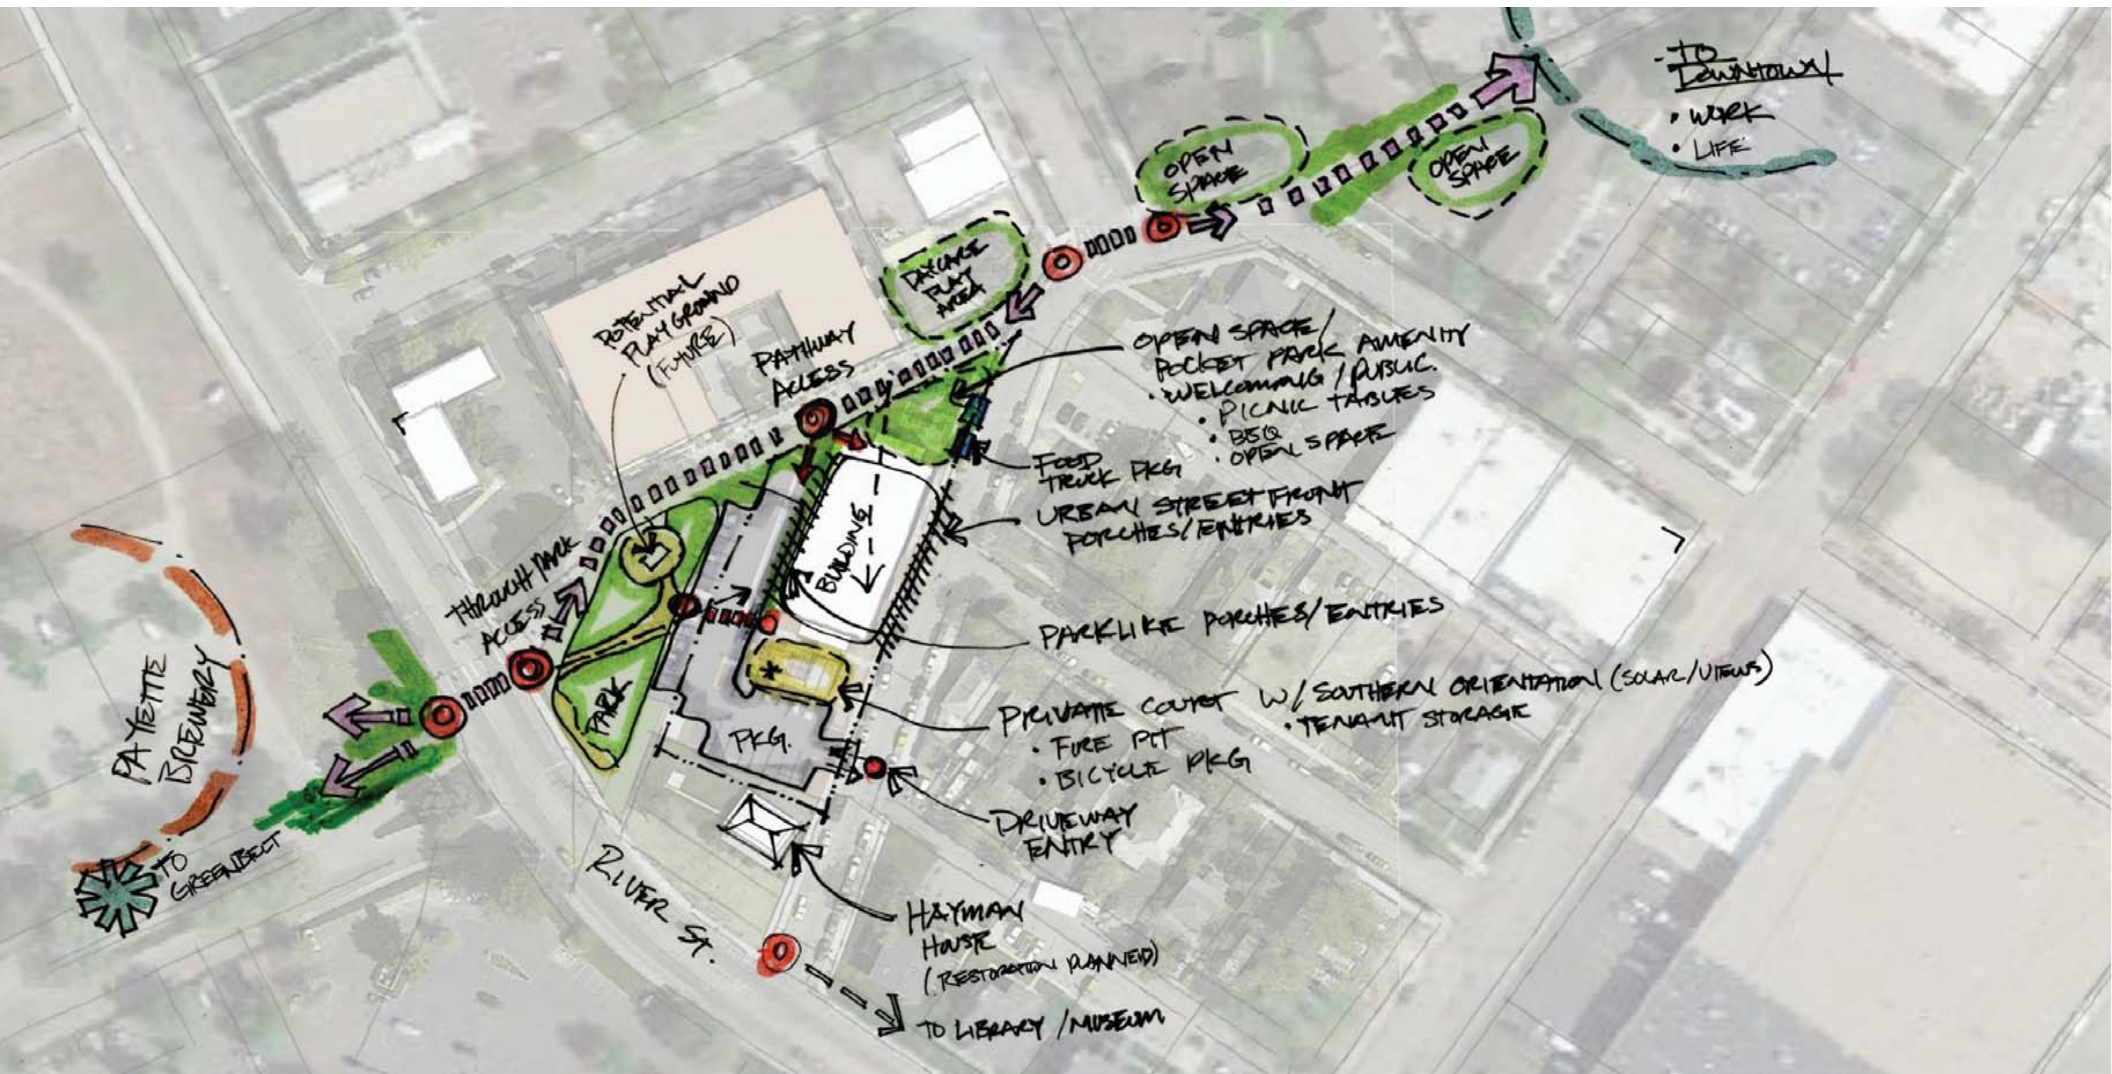 TO
DOWNTOWN
• WORK
• LIFE
OPEN
SPACE
OPEN
SPACE
DAYCARE
PLAY
AREA
POTENTIAL
PLAYGROUND
(FUTURE)
PATHWAY
ACCESS
OPEN SPACE/
POCKET PARK AMENITY
• WELCOMING/PUBLIC.
• PICNIC TABLES
• BBQ
• OPEN SPACE
FOOD
TRUCK PKG
URBAN STREETFRONT
PORCHES/ENTRIES
BUILDING
THROUGH PARK
ACCESS
PARKLIKE PORCHES/ENTRIES
PRIVATE COURT W/ SOUTHERN ORIENTATION (SOLAR/VIEWS)
• FIRE PIT
• TENANT STORAGE
• BICYCLE PKG
PARK
PKG.
DRIVEWAY
ENTRY
PAYETTE
BREWERY
TO
GREENBELT
RIVER ST.
HAYMAN
HOUSE
(RESTORATION PLANNED)
TO LIBRARY/MUSEUM